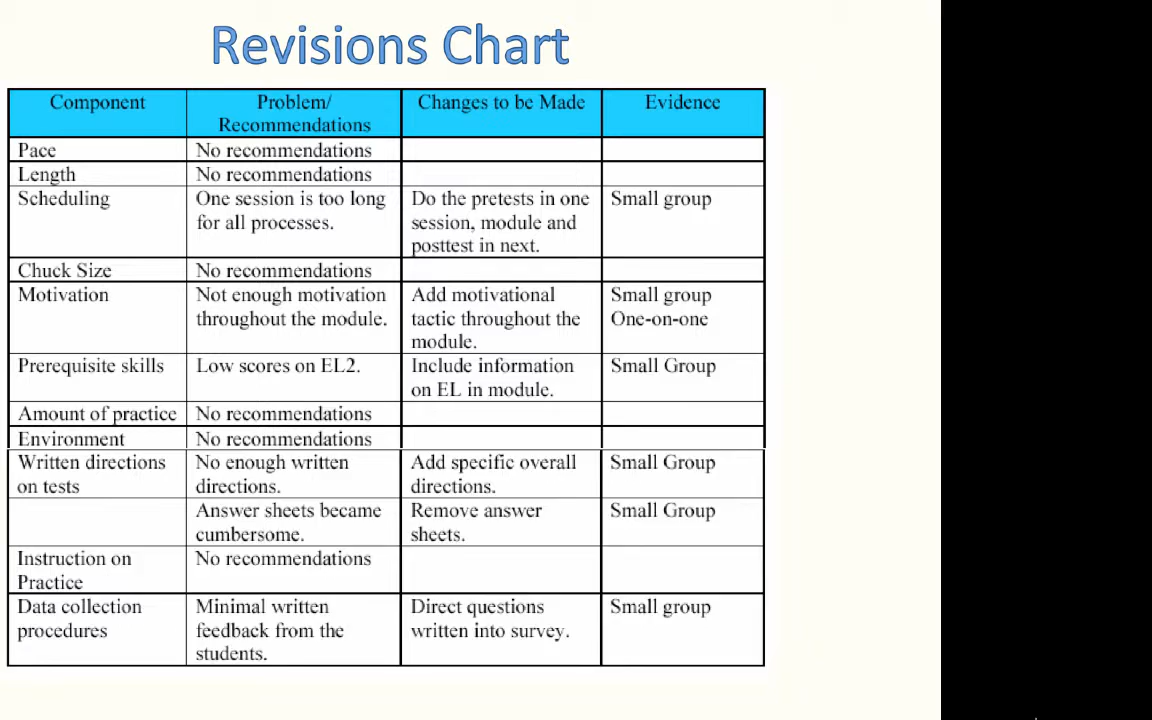 Revisions Chart
Component
Problem/
Recommendations
Changes to be Made
Evidence
Pace
No recommendations
Length
No recommendations
Scheduling
One session is too long
for all processes.
Do the pretests in one
session, module and
posttest in next.
Small group
Chuck Size
No recommendations
Motivation
Not enough motivation
throughout the module.
Add motivational
tactic throughout the
module.
Small group
One-on-one
Prerequisite skills
Low scores on EL2.
Include information
on EL in module.
Small Group
Amount of practice
No recommendations
Environment
No recommendations
Written directions
on tests
No enough written
directions.
Add specific overall
directions.
Small Group
Answer sheets became
cumbersome.
Remove answer
sheets.
Small Group
Instruction on
Practice
No recommendations
Data collection
procedures
Minimal written
feedback from the
students.
Direct questions
written into survey.
Small group